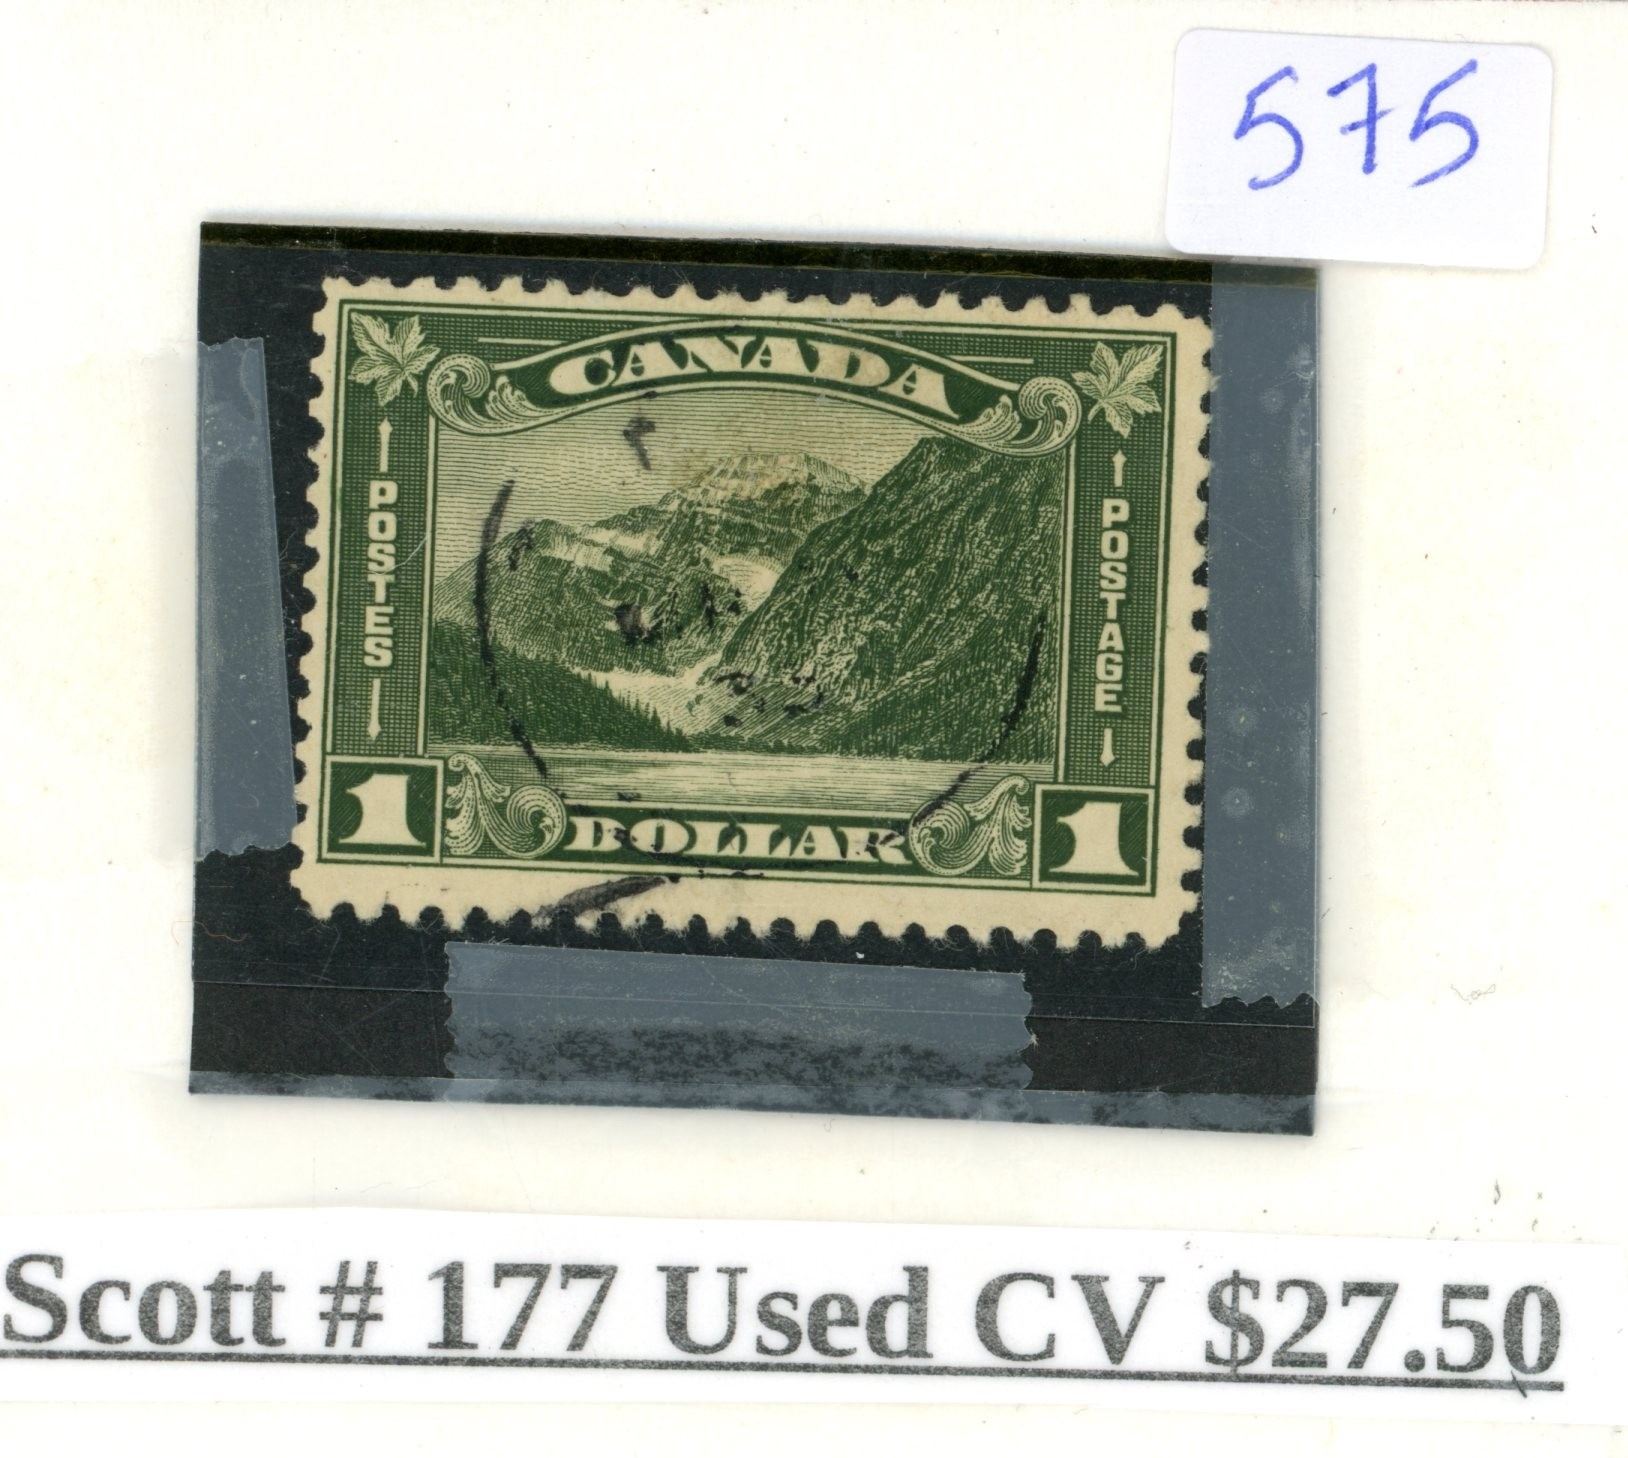 575
CANADA
POSTES
POSTAGE
1 DOLLAR 1
Scott # 177 Used CV $27.50